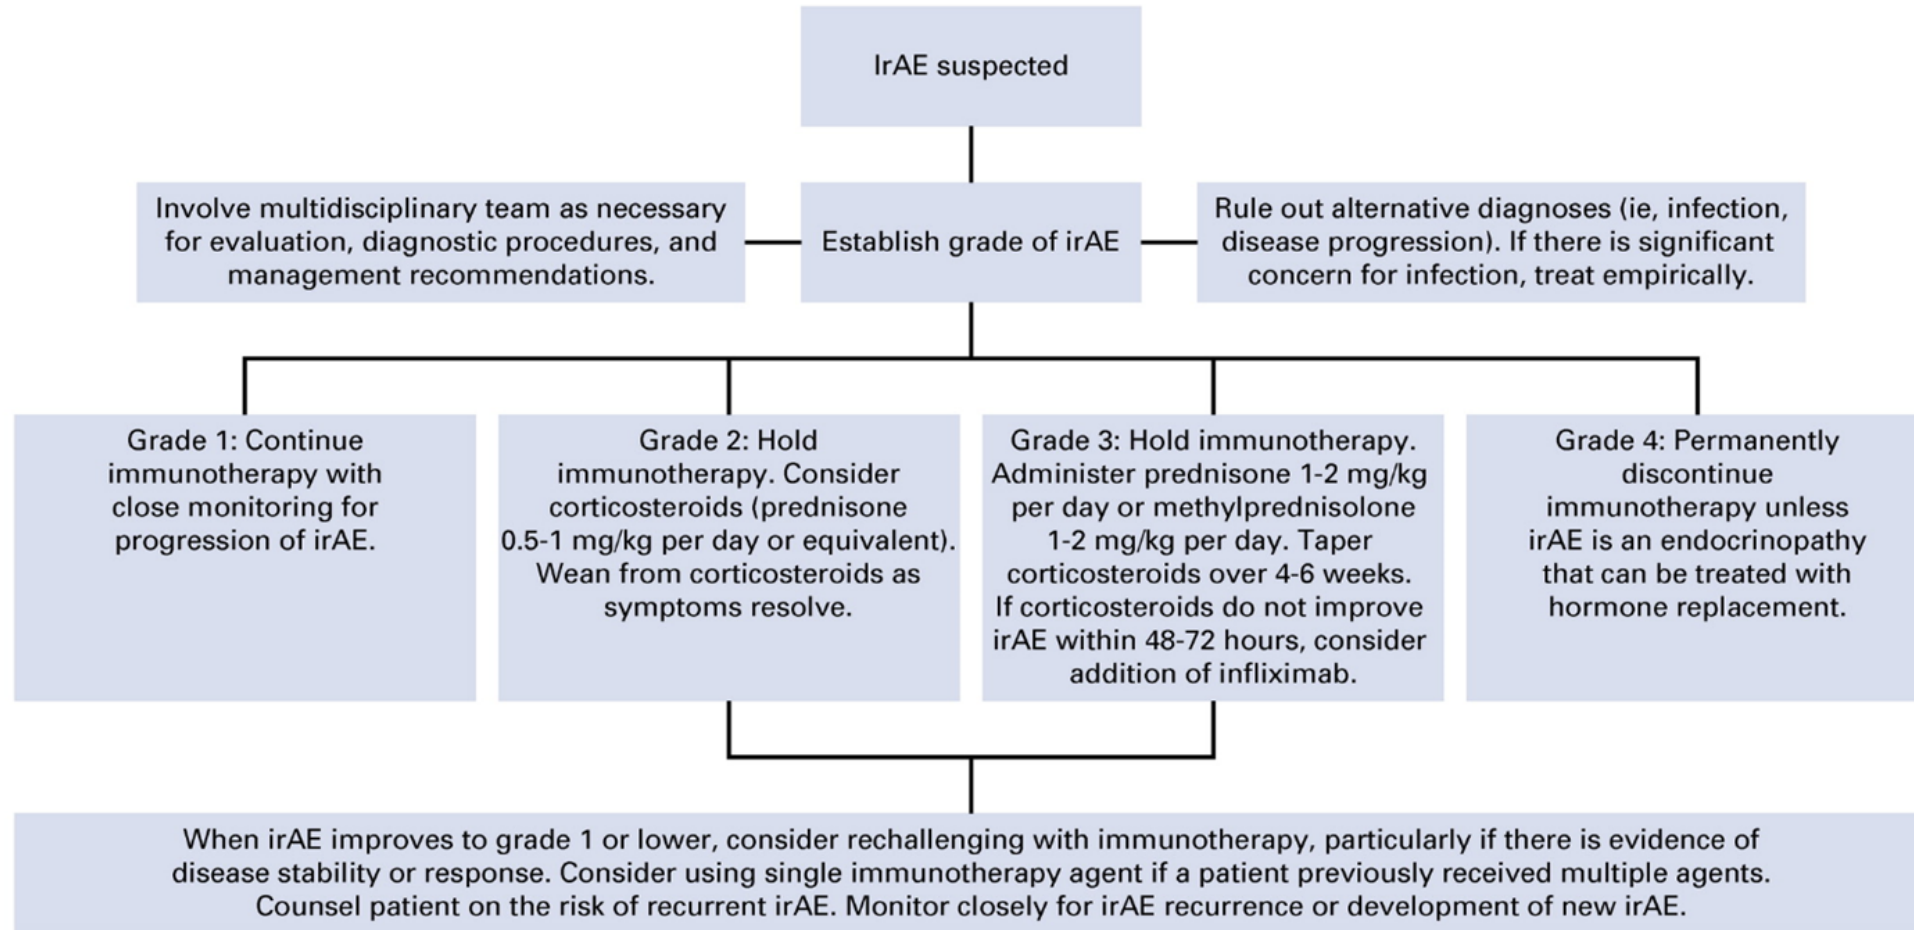 IrAE suspected
Involve multidisciplinary team as necessary
for evaluation, diagnostic procedures, and
management recommendations.
Establish grade of irAE
Rule out alternative diagnoses (ie, infection,
disease progression). If there is significant
concern for infection, treat empirically.
Grade 1: Continue
immunotherapy with
close monitoring for
progression of irAE.
Grade 2: Hold
immunotherapy. Consider
corticosteroids (prednisone
0.5-1 mg/kg per day or equivalent).
Wean from corticosteroids as
symptoms resolve.
Grade 3: Hold immunotherapy.
Administer prednisone 1-2 mg/kg
per day or methylprednisolone
1-2 mg/kg per day. Taper
corticosteroids over 4-6 weeks.
If corticosteroids do not improve
irAE within 48-72 hours, consider
addition of infliximab.
Grade 4: Permanently
discontinue
immunotherapy unless
irAE is an endocrinopathy
that can be treated with
hormone replacement.
When irAE improves to grade 1 or lower, consider rechallenging with immunotherapy, particularly if there is evidence of
disease stability or response. Consider using single immunotherapy agent if a patient previously received multiple agents.
Counsel patient on the risk of recurrent irAE. Monitor closely for irAE recurrence or development of new irAE.